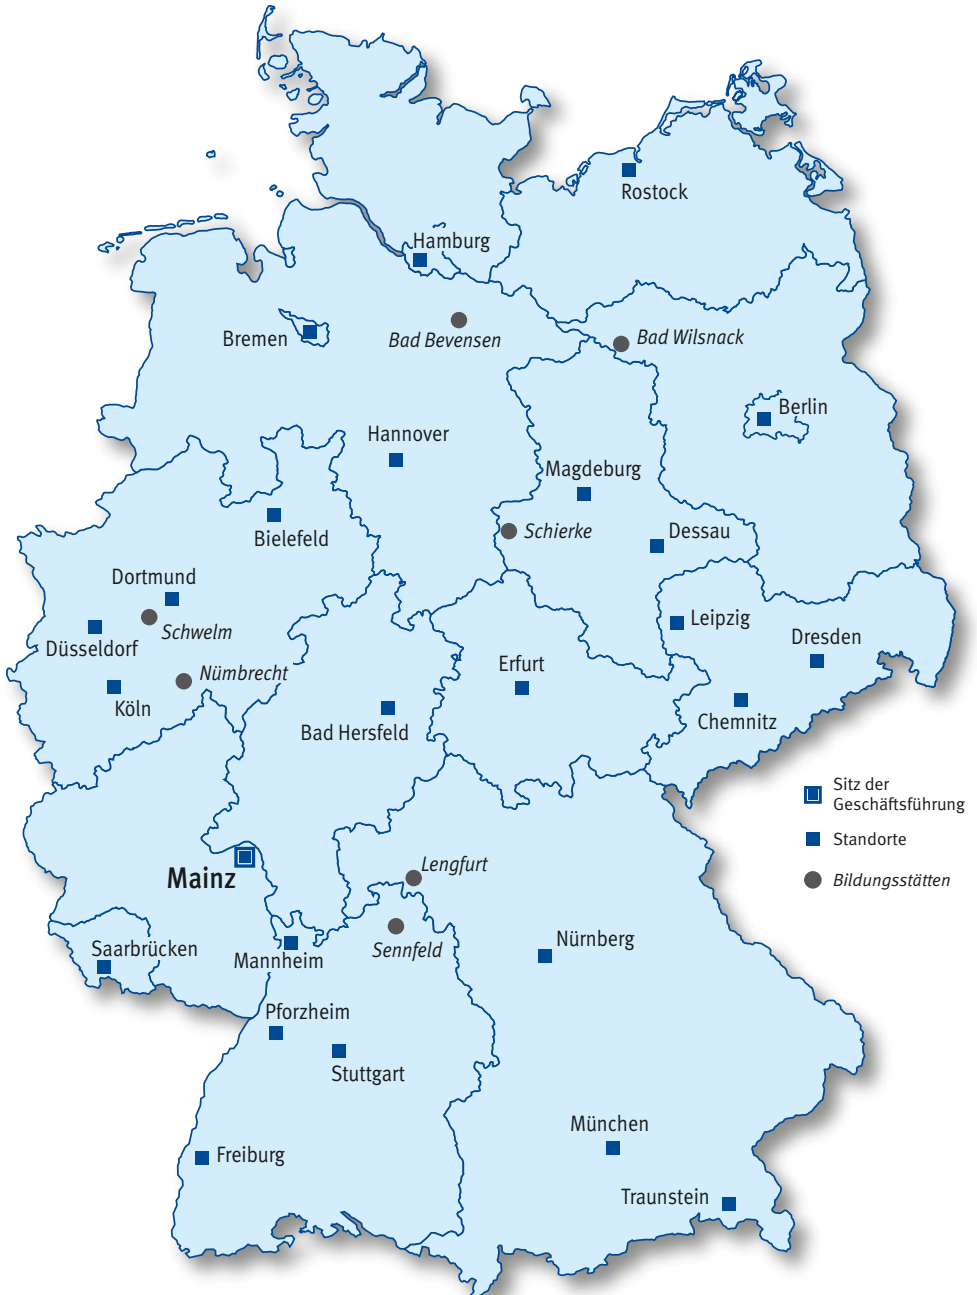 Rostock
Hamburg
Bremen
Bad Bevensen
Bad Wilsnack
Berlin
Hannover
Magdeburg
Bielefeld
Schierke
Dessau
Dortmund
Schwelm
Düsseldorf
Leipzig
Dresden
Nümbrecht
Erfurt
Köln
Bad Hersfeld
Chemnitz
Sitz der
Geschäftsführung
Standorte
Bildungsstätten
Mainz
Lengfurt
Saarbrücken
Mannheim
Sennfeld
Nürnberg
Pforzheim
Stuttgart
München
Freiburg
Traunstein